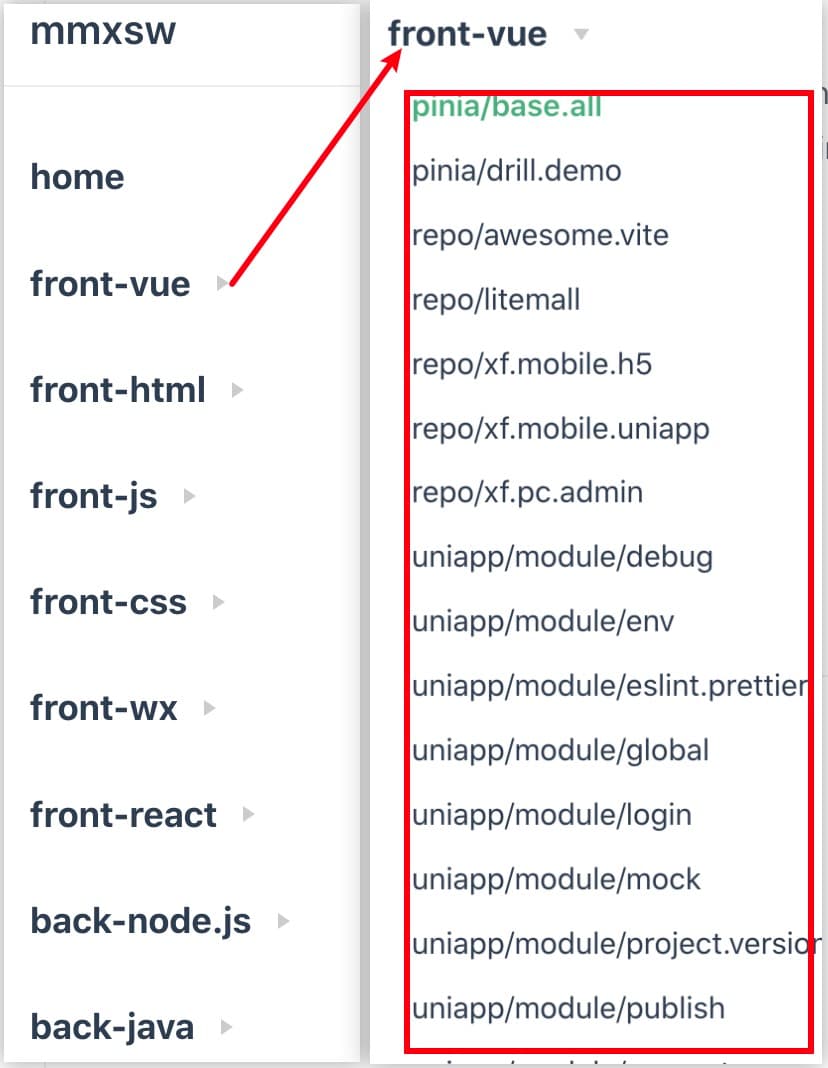 mmxsw
home
front-vue
front-html
front-js
front-css
front-wx
front-react
back-node.js
back-java
front-vue
pinia/base.all
pinia/drill.demo
repo/awesome.vite
repo/litemall
repo/xf.mobile.h5
repo/xf.mobile.uniapp
repo/xf.pc.admin
uniapp/module/debug
uniapp/module/env
uniapp/module/eslint.prettier
uniapp/module/global
uniapp/module/login
uniapp/module/mock
uniapp/module/project.version
uniapp/module/publish